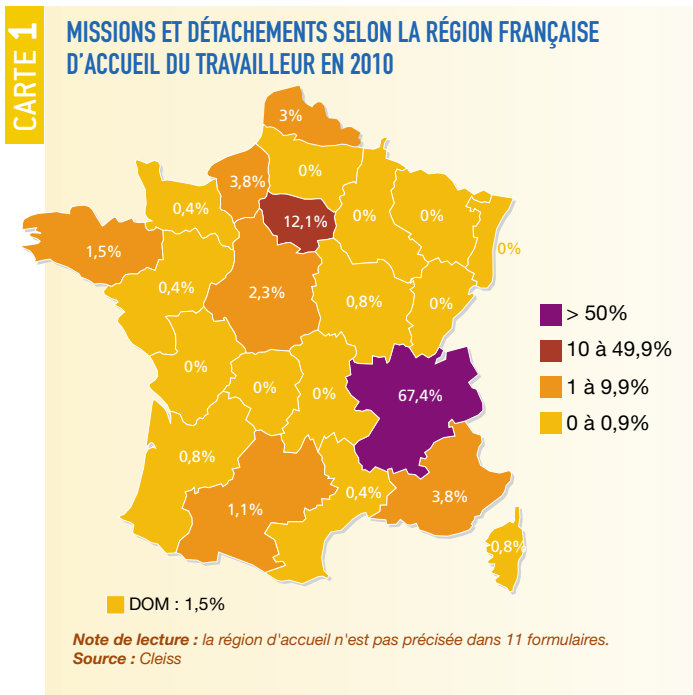 CARTE 1
MISSIONS ET DÉTACHEMENTS SELON LA RÉGION FRANÇAISE
D'ACCUEIL DU TRAVAILLEUR EN 2010
3%
0%
3,8%
0,4%
12,1%
0%
0%
0%
1,5%
0,4%
2,3%
0,8%
0%
> 50%
10 à 49,9%
1 à 9,9%
0 à 0,9%
0%
0%
0%
67,4%
0,8%
1,1%
0,4%
3,8%
0,8%
DOM : 1,5%
Note de lecture : la région d'accueil n'est pas précisée dans 11 formulaires.
Source : Cleiss